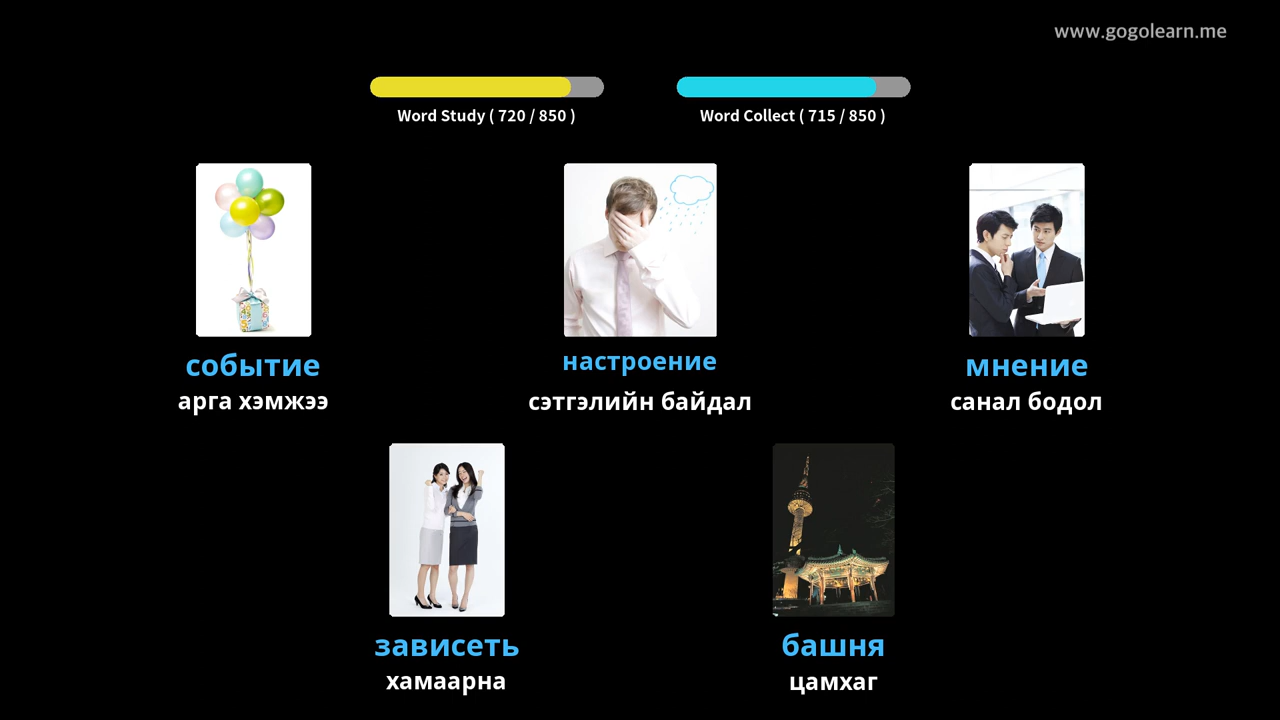 www.gogolearn.me
Word Study ( 720 / 850 )
Word Collect ( 715 / 850 )
событие
арга хэмжээ
настроение
сэтгэлийн байдал
мнение
санал бодол
зависеть
хамаарна
башня
цамхаг